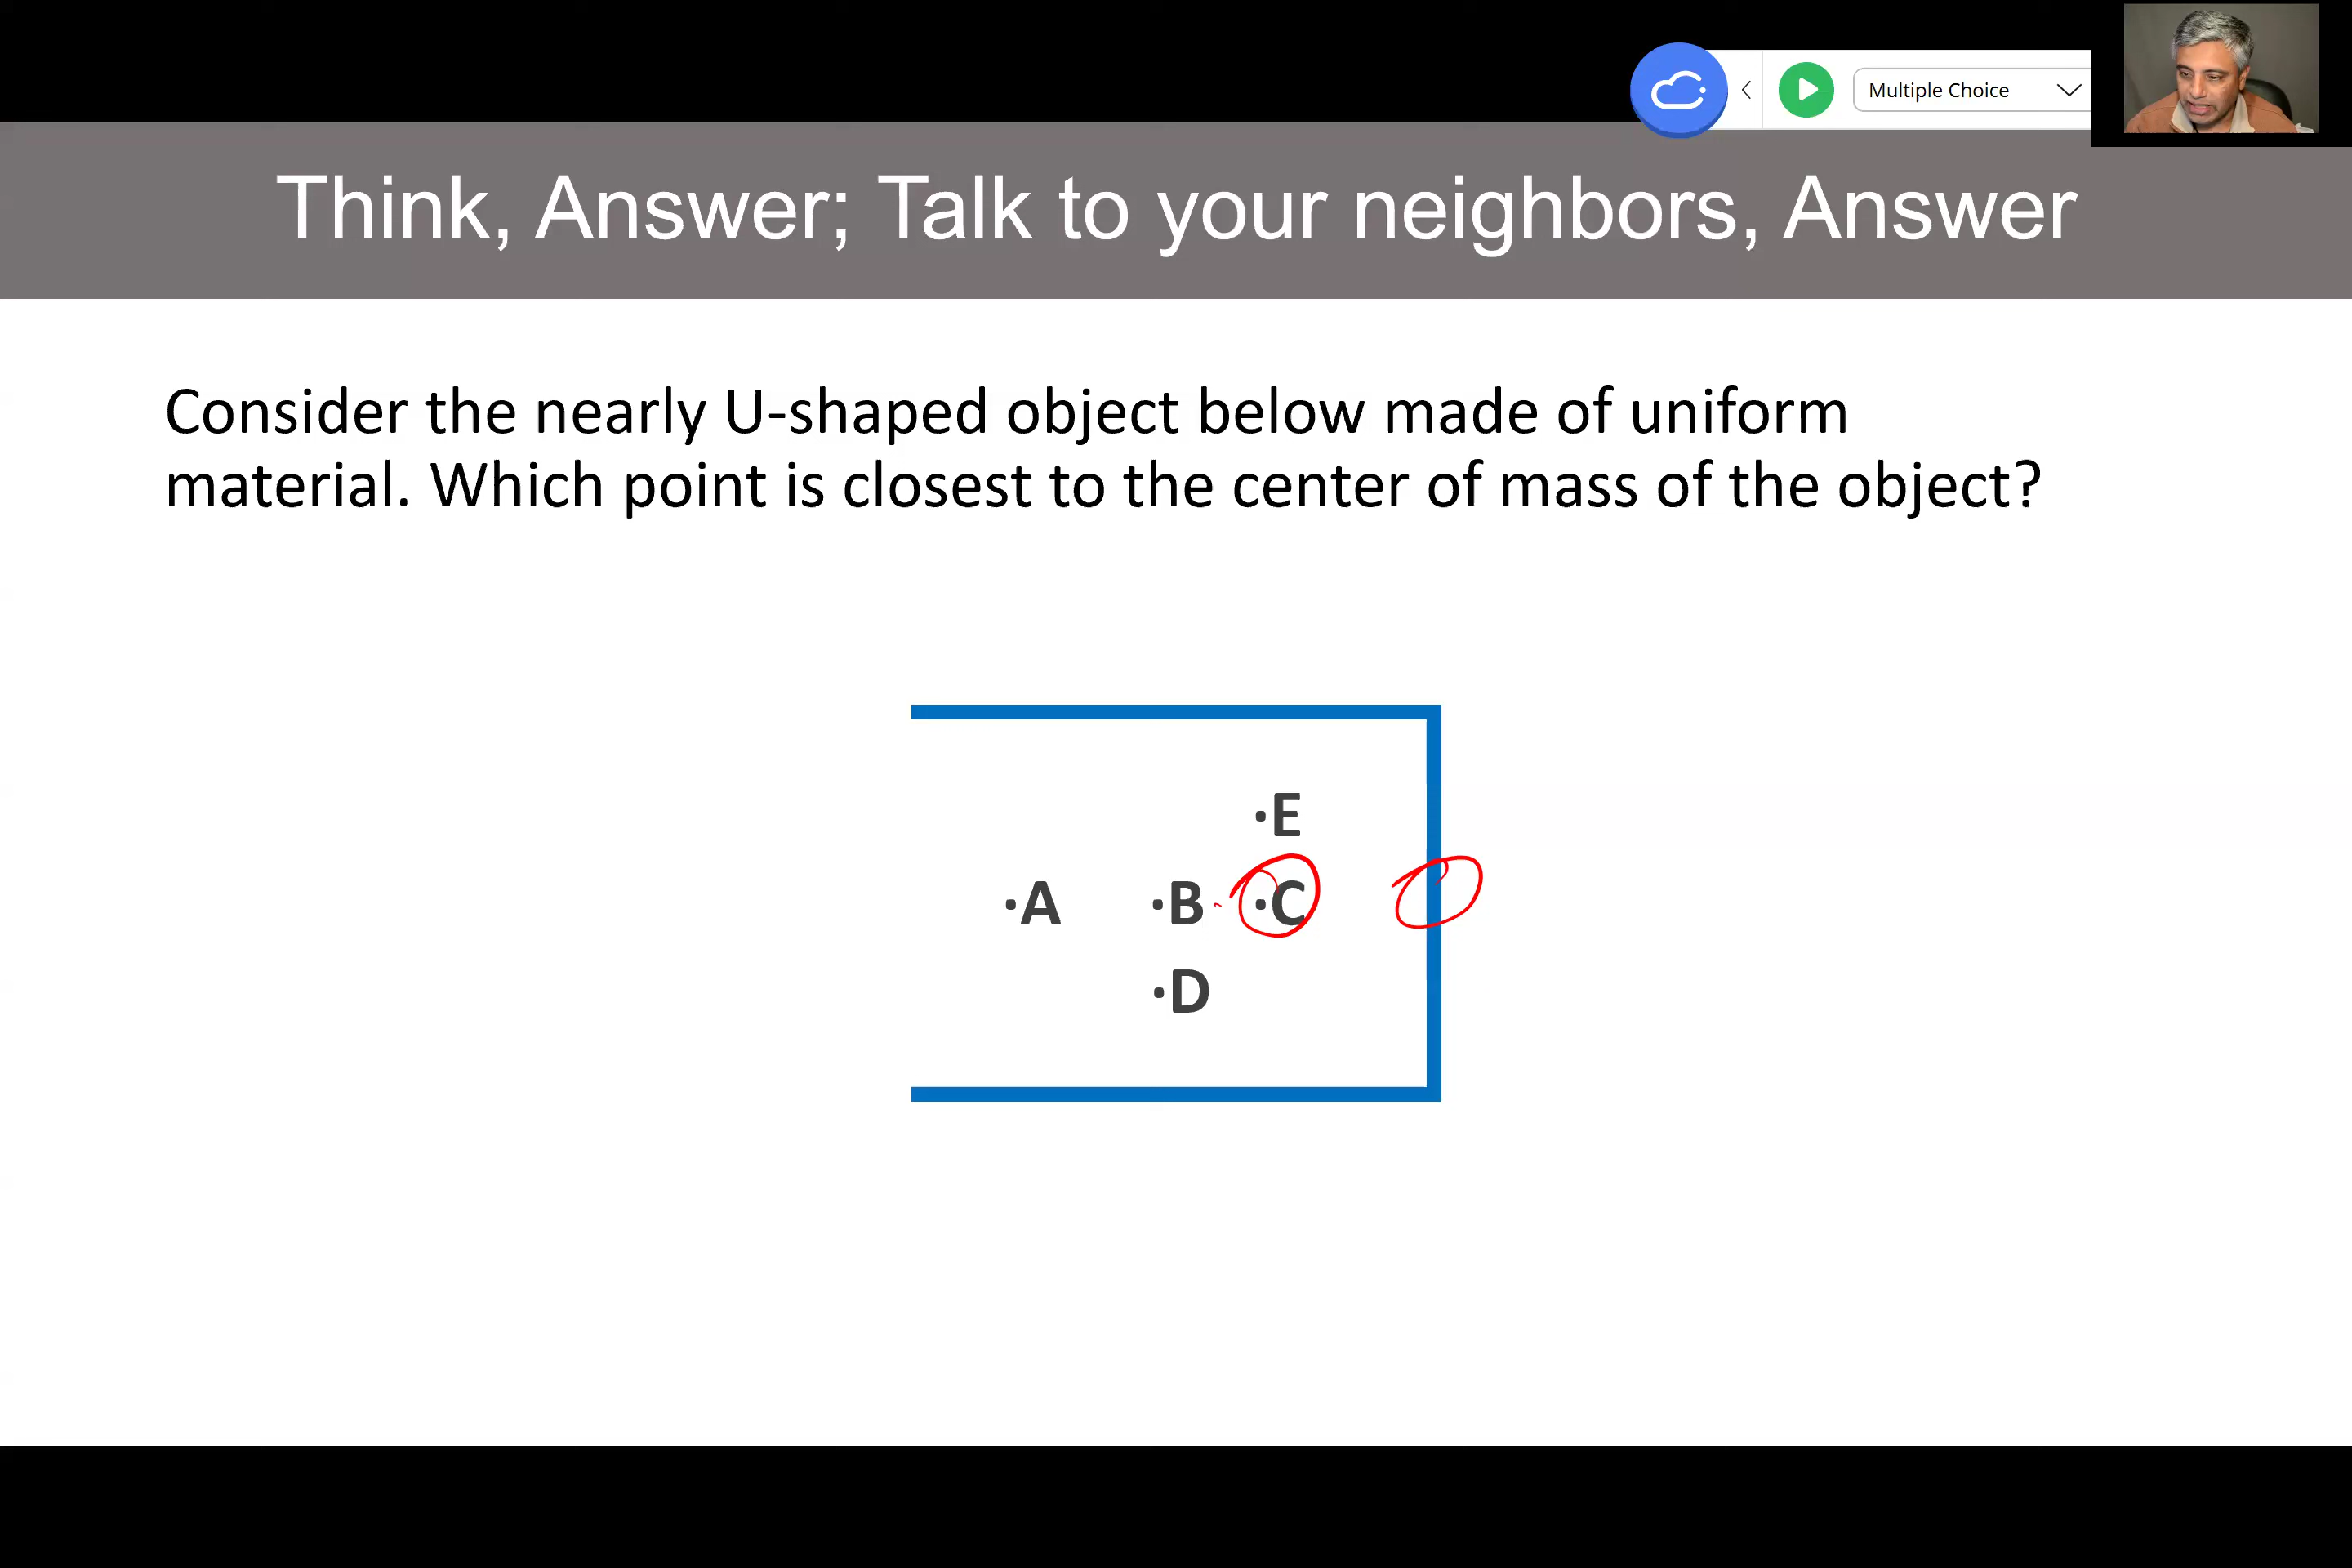 Multiple Choice
Think, Answer; Talk to your neighbors, Answer
Consider the nearly U-shaped object below made of uniform
material. Which point is closest to the center of mass of the object?
·E
·A ·B ·C
·D